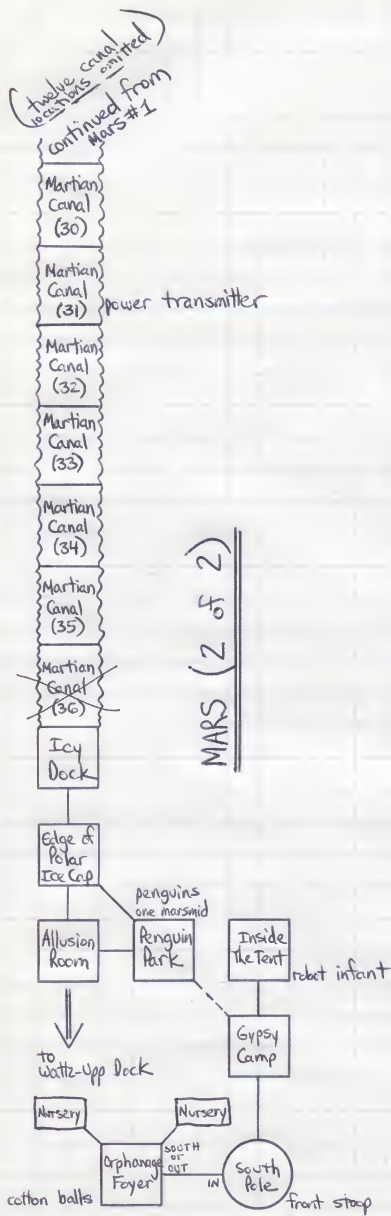 (twelve canal
locations omitted)
continued from
Mars #1
Martian
Canal
(30)
Martian
Canal
(31)
power transmitter
Martian
Canal
(32)
Martian
Canal
(33)
Martian
Canal
(34)
Martian
Canal
(35)
Martian
Canal
(36)
MARS (2 of 2)
Icy
Dock
Edge of
Polar
Ice Cap
penguins
one marsmid
Allusion
Room
Penguin
Park
Inside
The Tent
robot infant
Gypsy
Camp
to
Wattz-Upp Dock
Nursery
Nursery
Orphanage
Foyer
SOUTH
OR
OUT
IN
South
Pole
cotton balls
front stoop